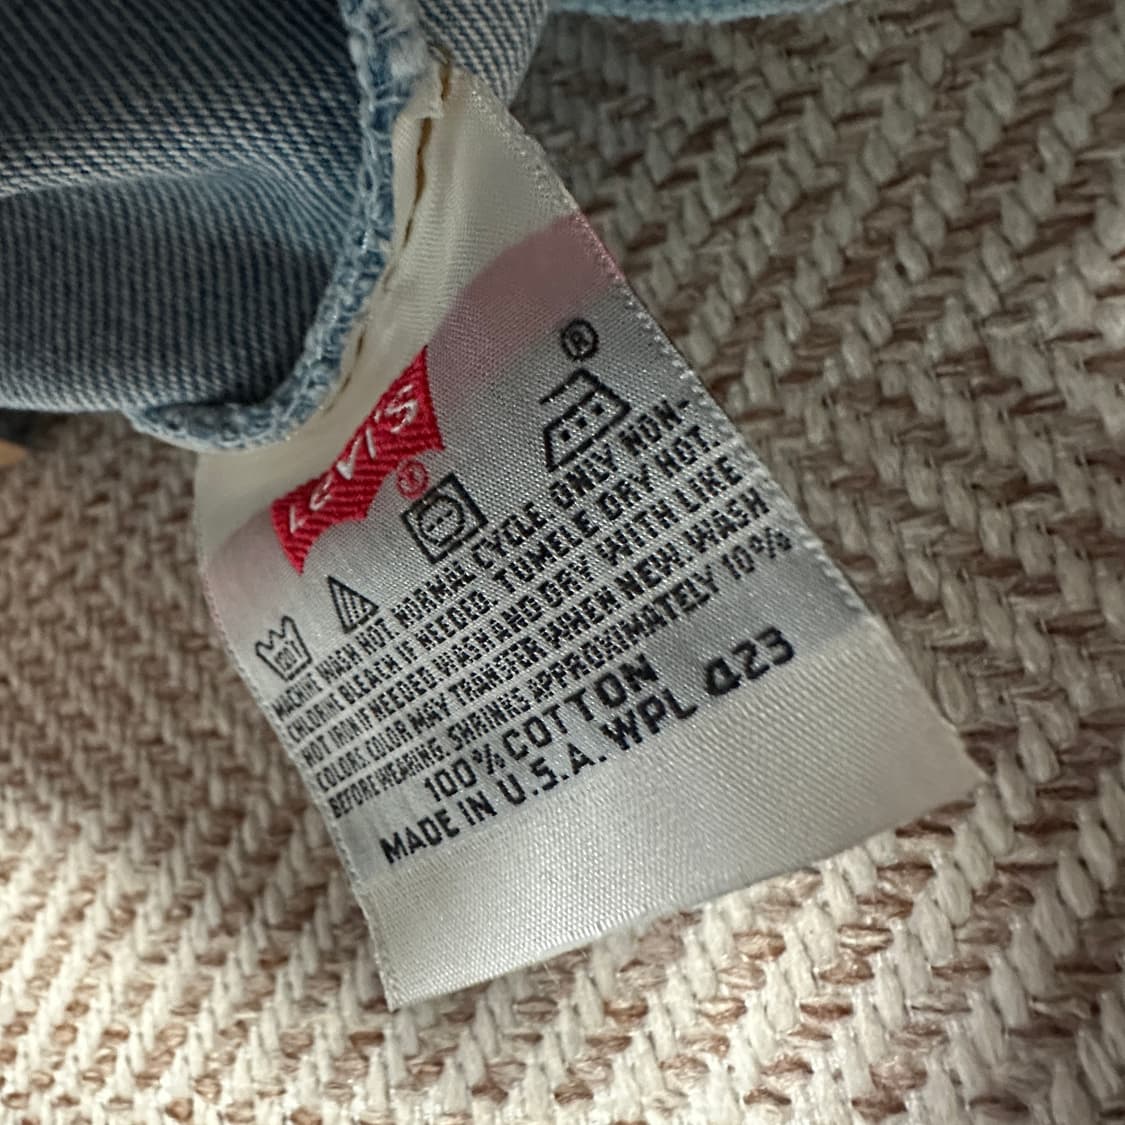 ®
Levi's
®
MACHINE WASH HOT. NORMAL CYCLE. ONLY NON-
CHLORINE BLEACH IF NEEDED. TUMBLE DRY HOT.
HOT IRON IF NEEDED WASH AND DRY WITH LIKE
COLORS COLOR MAY TRANSFER WHEN NEW. WASH
BEFORE WEARING. SHRINKS APPROXIMATELY 10%
100% COTTON
MADE IN U.S.A. WPL 423